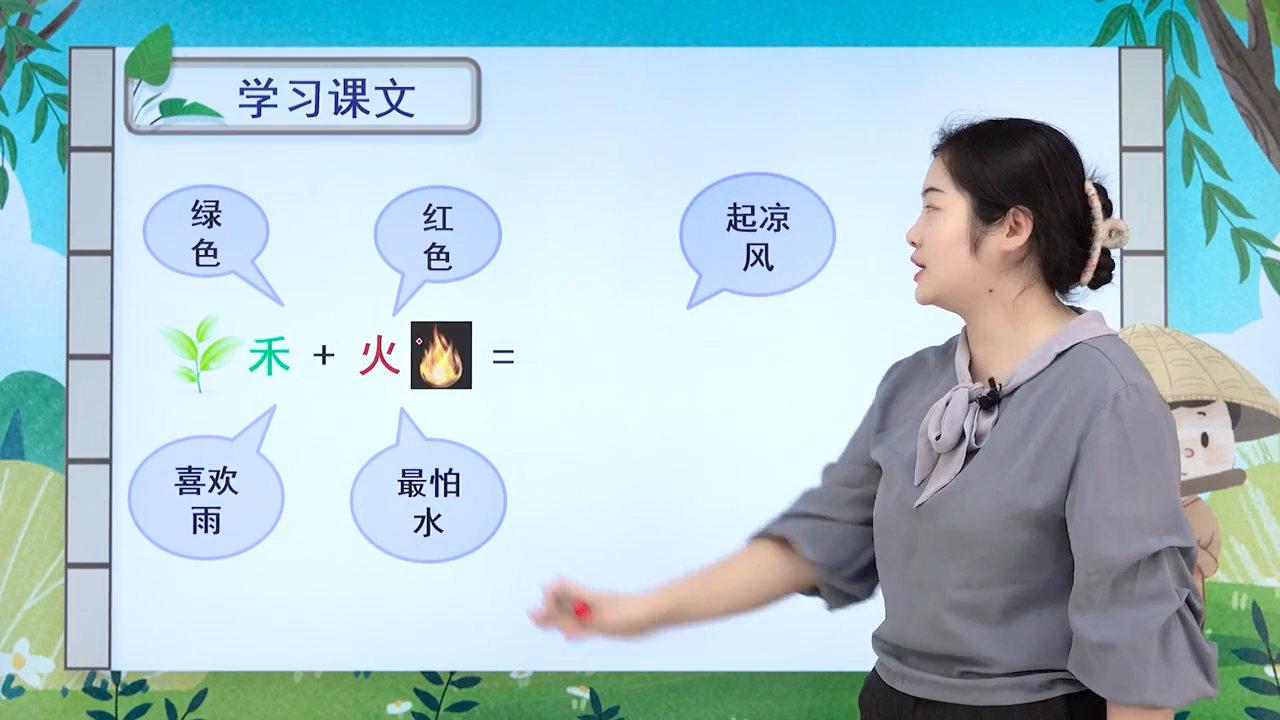 学习课文
绿
色
红
色
起凉
风
禾 + 火 =
喜欢
雨
最怕
水